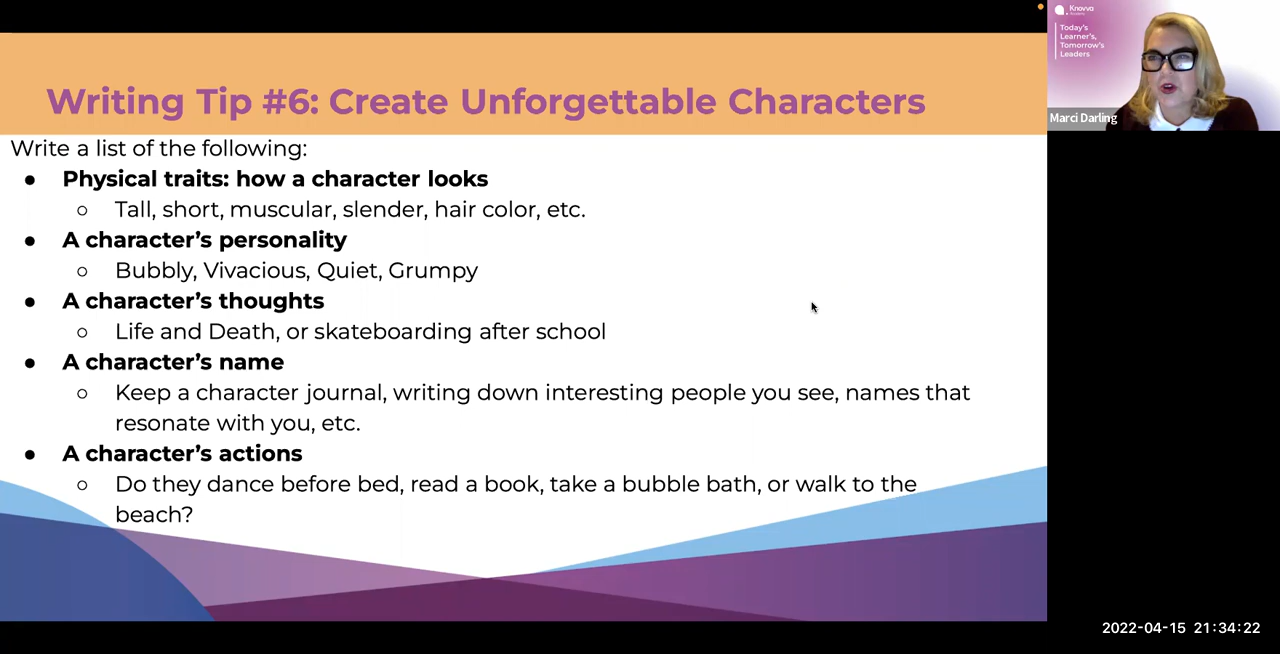 Writing Tip #6: Create Unforgettable Characters
Write a list of the following:
● Physical traits: how a character looks
○ Tall, short, muscular, slender, hair color, etc.
● A character’s personality
○ Bubbly, Vivacious, Quiet, Grumpy
● A character’s thoughts
○ Life and Death, or skateboarding after school
● A character’s name
○ Keep a character journal, writing down interesting people you see, names that
resonate with you, etc.
● A character’s actions
○ Do they dance before bed, read a book, take a bubble bath, or walk to the
beach?
Knovva
Today's
Learner's,
Tomorrow's
Leaders
Marci Darling
2022-04-15 21:34:22